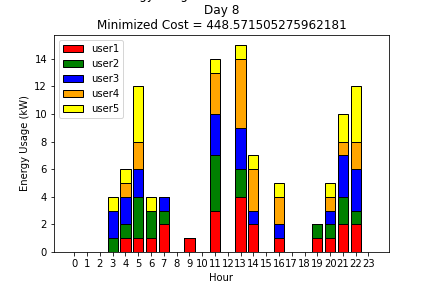 Day 8
Minimized Cost = 448.571505275962181
user1
user2
user3
user4
user5
Energy Usage (kW)
14
12
10
8
6
4
2
0
0 1 2 3 4 5 6 7 8 9 10 11 12 13 14 15 16 17 18 19 20 21 22 23
Hour